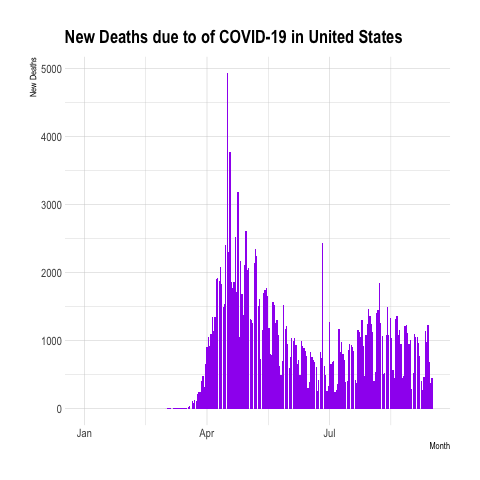 New Deaths due to of COVID-19 in United States
New Deaths
5000
4000
3000
2000
1000
0
Jan Apr Jul
Month